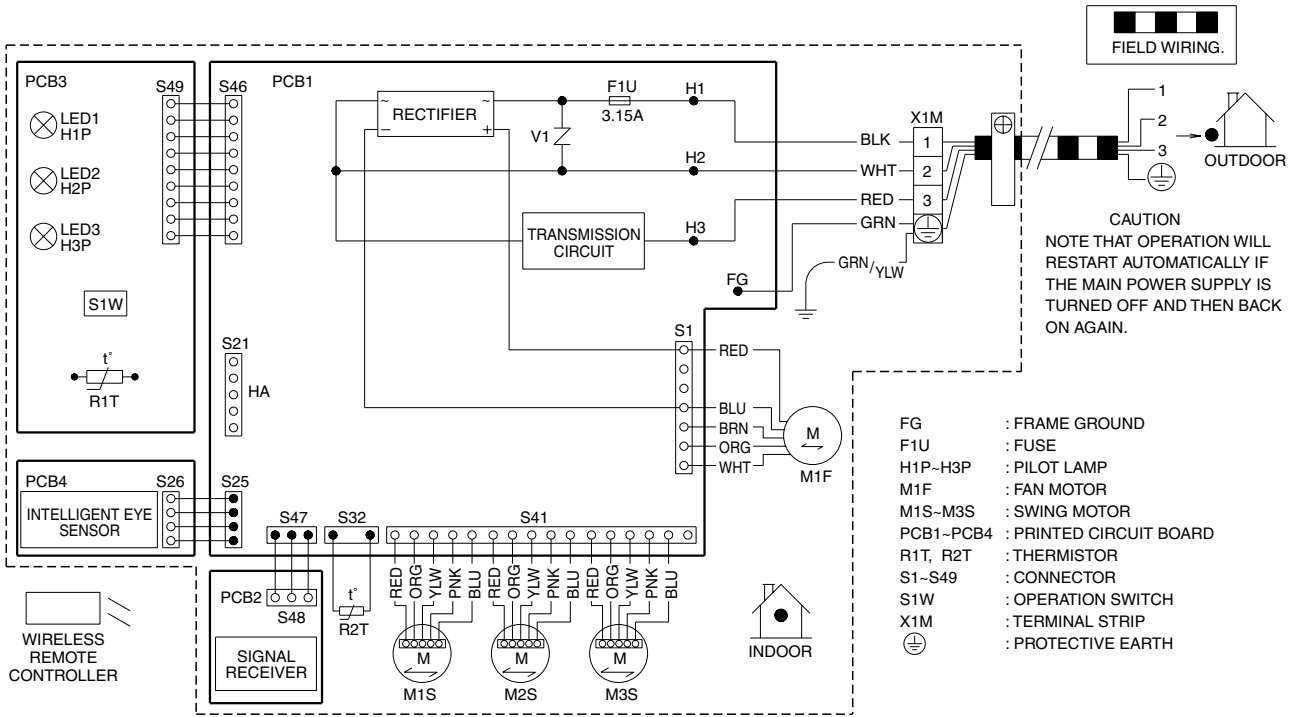 FIELD WIRING.
PCB3
S49
S46
PCB1
F1U
3.15A
H1
RECTIFIER
~
~
−
+
V1
LED1
H1P
LED2
H2P
LED3
H3P
H2
H3
TRANSMISSION
CIRCUIT
FG
S1W
t°
R1T
S21
HA
X1M
BLK
1
WHT
2
RED
3
GRN
GRN/YLW
1
2
3
OUTDOOR
CAUTION
NOTE THAT OPERATION WILL
RESTART AUTOMATICALLY IF
THE MAIN POWER SUPPLY IS
TURNED OFF AND THEN BACK
ON AGAIN.
S1
RED
BLU
BRN
ORG
WHT
M
M1F
PCB4
S26
S25
INTELLIGENT EYE
SENSOR
S47
S32
S41
PCB2
S48
SIGNAL
RECEIVER
t°
R2T
RED
ORG
YLW
PNK
BLU
RED
ORG
YLW
PNK
BLU
RED
ORG
YLW
PNK
BLU
M
M1S
M
M2S
M
M3S
INDOOR
WIRELESS
REMOTE
CONTROLLER
FG : FRAME GROUND
F1U : FUSE
H1P~H3P : PILOT LAMP
M1F : FAN MOTOR
M1S~M3S : SWING MOTOR
PCB1~PCB4 : PRINTED CIRCUIT BOARD
R1T, R2T : THERMISTOR
S1~S49 : CONNECTOR
S1W : OPERATION SWITCH
X1M : TERMINAL STRIP
: PROTECTIVE EARTH